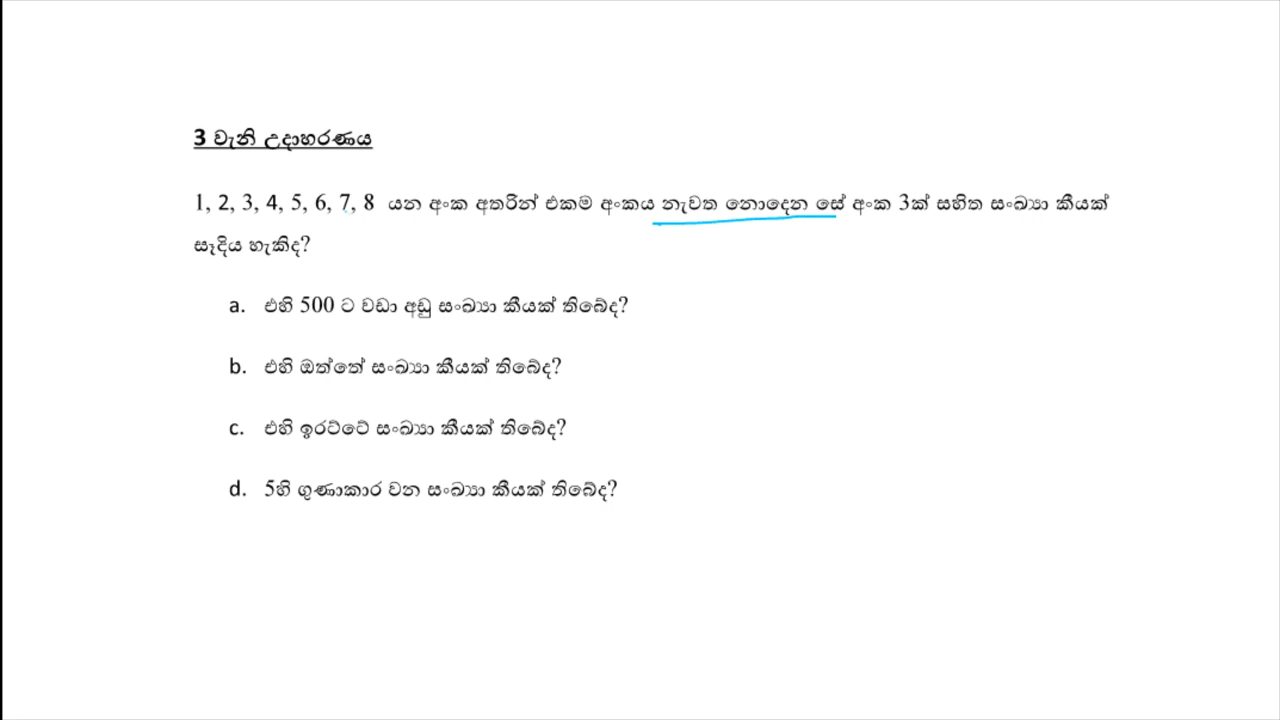 3 වැනි උදාහරණය
1, 2, 3, 4, 5, 6, 7, 8 යන අංක අතරින් එකම අංකය නැවත නොදෙන සේ අංක 3ක් සහිත සංඛ්‍යා කීයක්
සෑදිය හැකිද?
a. එහි 500 ට වඩා අඩු සංඛ්‍යා කීයක් තිබේද?
b. එහි ඔත්තේ සංඛ්‍යා කීයක් තිබේද?
c. එහි ඉරට්ටේ සංඛ්‍යා කීයක් තිබේද?
d. 5හි ගුණාකාර වන සංඛ්‍යා කීයක් තිබේද?